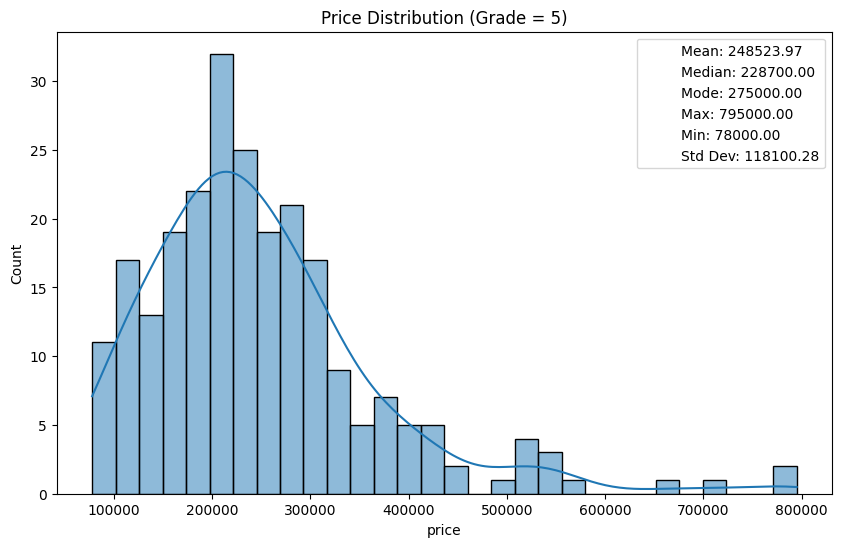 Price Distribution (Grade = 5)
Mean: 248523.97
Median: 228700.00
Mode: 275000.00
Max: 795000.00
Min: 78000.00
Std Dev: 118100.28
Count
30
25
20
15
10
5
0
100000 200000 300000 400000 500000 600000 700000 800000
price